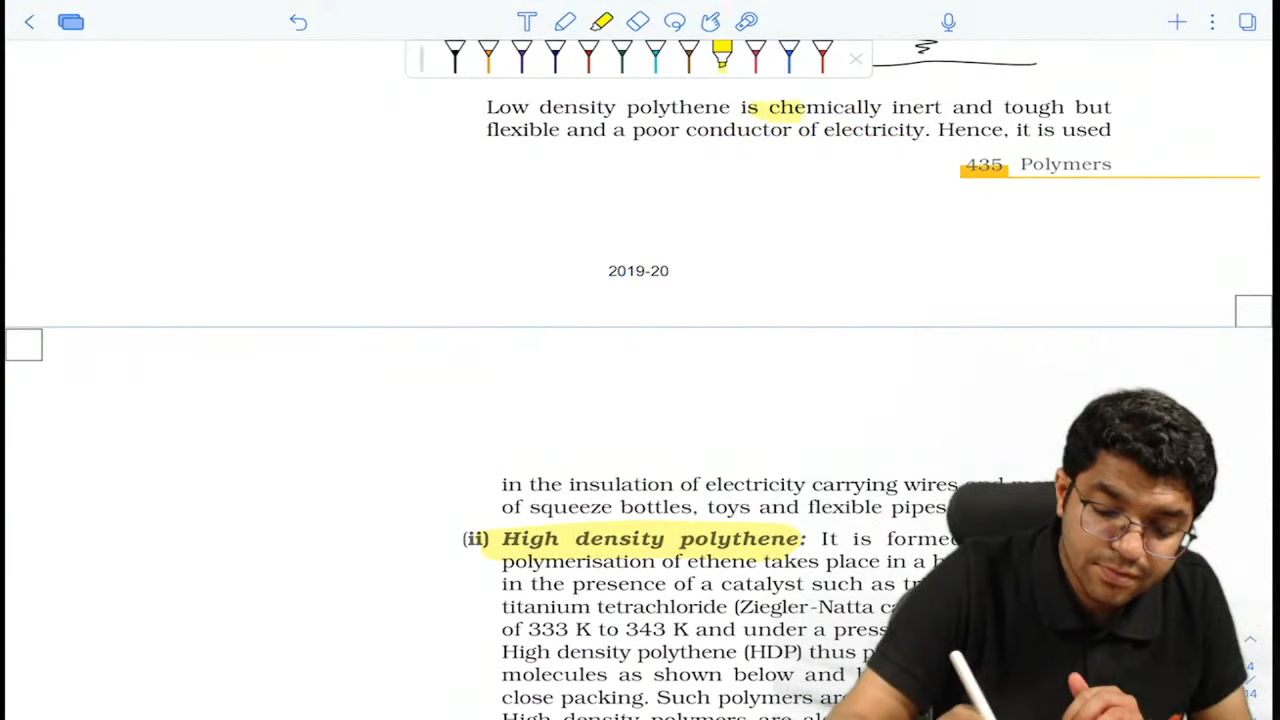 Low density polythene is chemically inert and tough but
flexible and a poor conductor of electricity. Hence, it is used
435 Polymers
2019-20
in the insulation of electricity carrying wires
of squeeze bottles, toys and flexible pipes
(ii) High density polythene: It is formed
polymerisation of ethene takes place in a
in the presence of a catalyst such as
titanium tetrachloride (Ziegler-Natta
of 333 K to 343 K and under a
High density polythene (HDP) thus
molecules as shown below and
close packing. Such polymers
High density polymers are